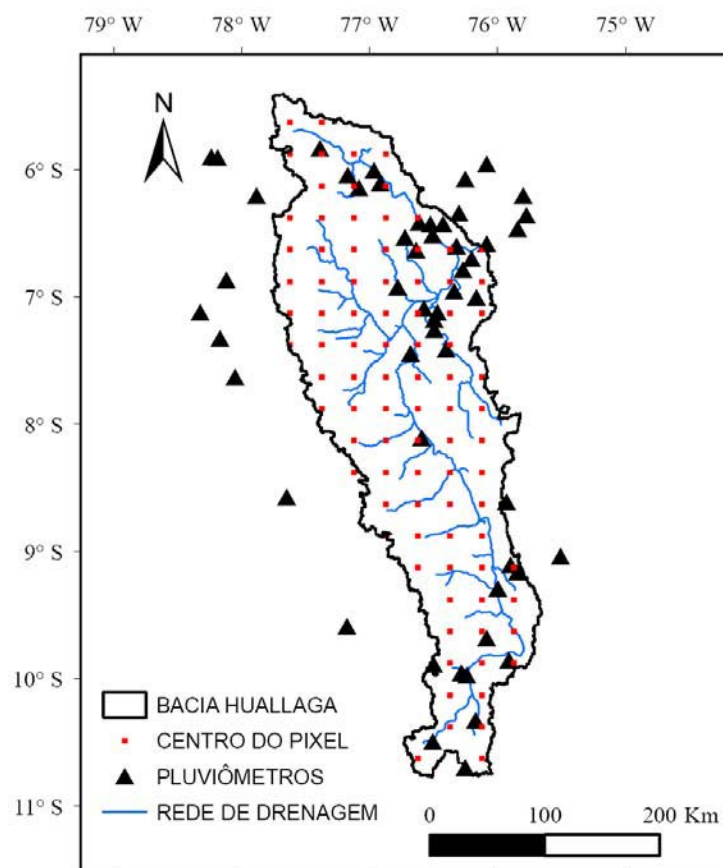 79° W 78° W 77° W 76° W 75° W
N
6° S
7° S
8° S
9° S
10° S
11° S
BACIA HUALLAGA
CENTRO DO PIXEL
PLUVIÔMETROS
REDE DE DRENAGEM
0 100 200 Km